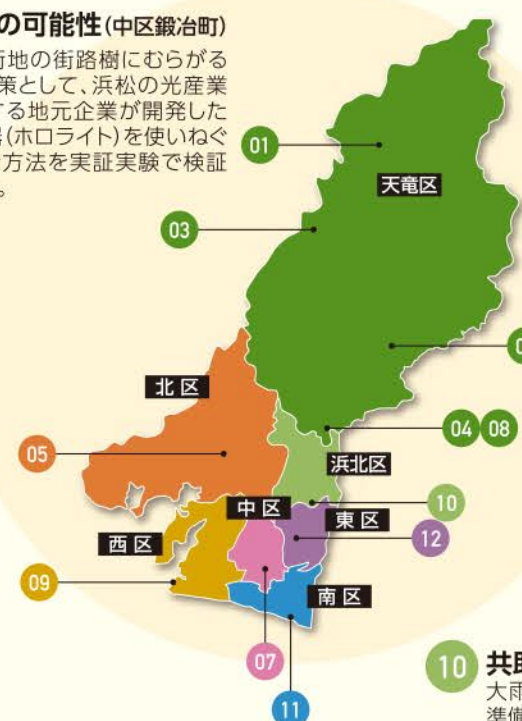 の可能性(中区鍛冶町)
街地の街路樹にむらがる
策として、浜松の光産業
する地元企業が開発した
器(ホロライト)を使いねぐ
方法を実証実験で検証
。
01
天竜区
03
北区
04 08
05
浜北区
10
中区
東区
西区
12
09
南区
07
11
10 共助
大雨
準備